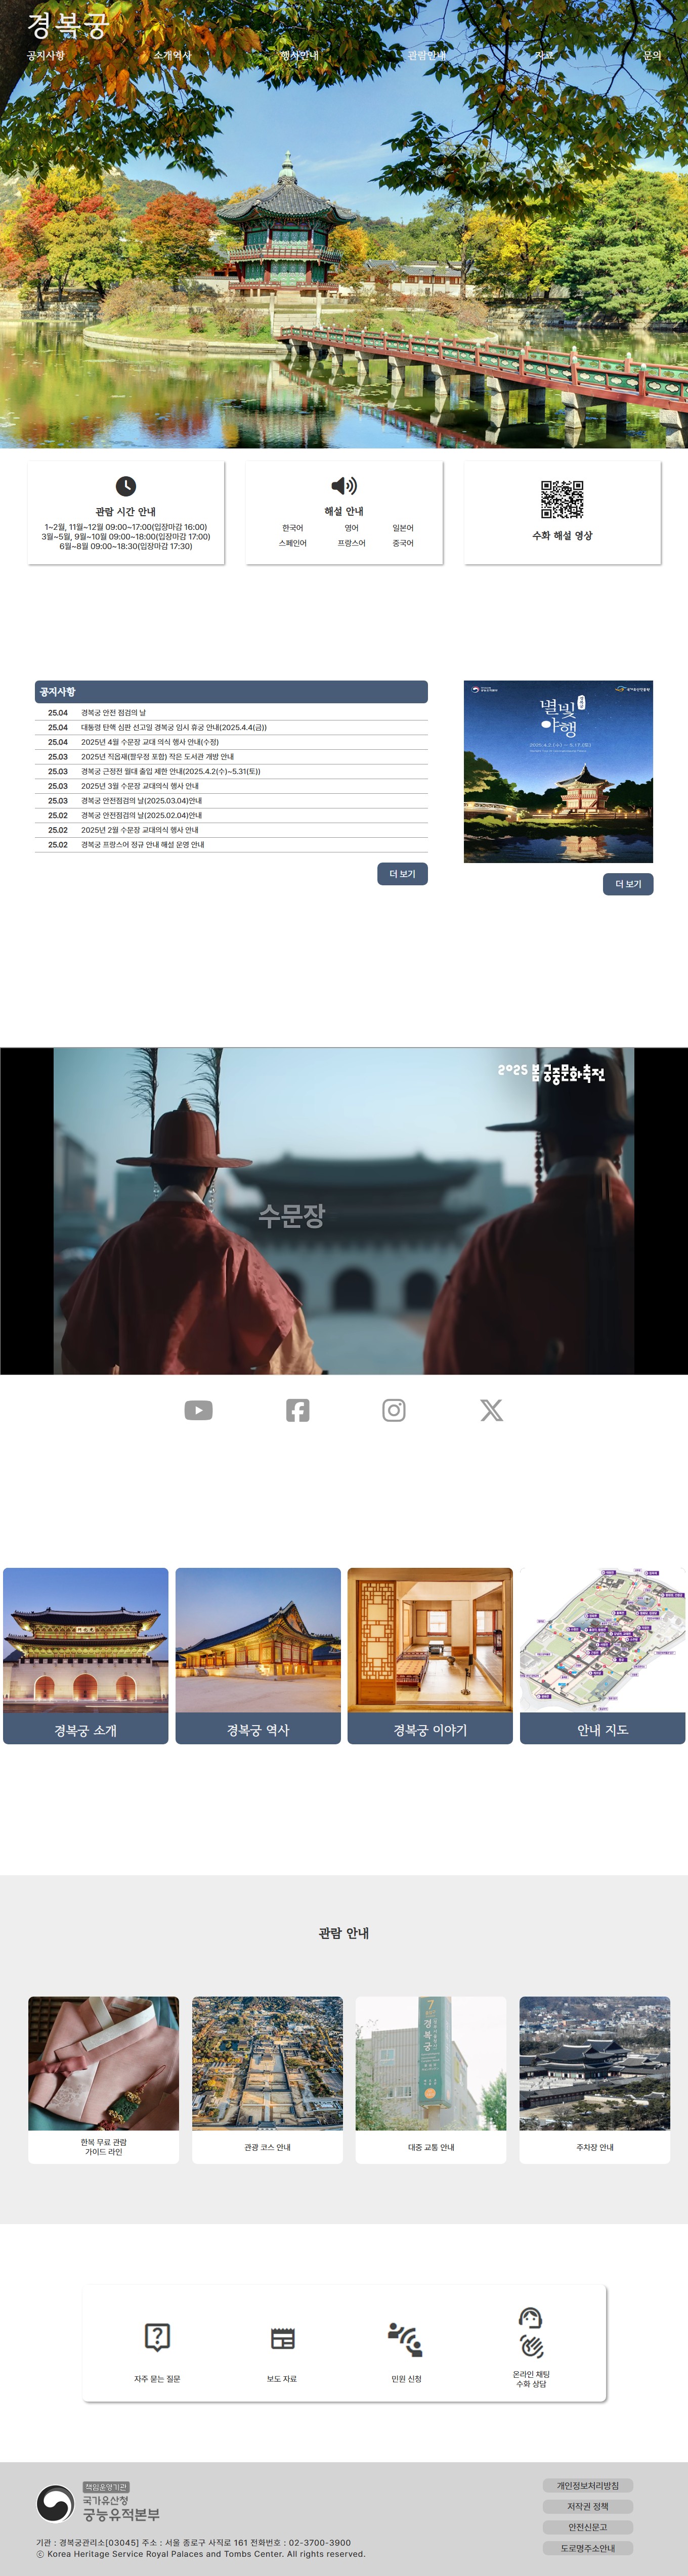 경복궁
공지사항 소개역사 행사안내 관람안내 자료 문의
관람 시간 안내
1~2월, 11월~12월 09:00~17:00(입장마감 16:00)
3월~5월, 9월~10월 09:00~18:00(입장마감 17:00)
6월~8월 09:00~18:30(입장마감 17:30)
해설 안내
한국어 영어 일본어
스페인어 프랑스어 중국어
수화 해설 영상
공지사항
25.04 경복궁 안전 점검의 날
25.04 대통령 탄핵 심판 선고일 경복궁 임시 휴궁 안내(2025.4.4(금))
25.04 2025년 4월 수문장 교대 의식 행사 안내(수정)
25.03 2025년 직읍재(팔우정 포함) 작은 도서관 개방 안내
25.03 경복궁 근정전 월대 출입 제한 안내(2025.4.2(수)~5.31(토))
25.03 2025년 3월 수문장 교대의식 행사 안내
25.03 경복궁 안전점검의 날(2025.03.04)안내
25.02 경복궁 안전점검의 날(2025.02.04)안내
25.02 2025년 2월 수문장 교대의식 행사 안내
25.02 경복궁 프랑스어 정규 안내 해설 운영 안내
더 보기
경복궁
별빛
야행
더 보기
2025 봄 궁중문화축전
수문장
경복궁 소개
경복궁 역사
경복궁 이야기
안내 지도
관람 안내
7
경복궁
한복 무료 관람
가이드 라인
관광 코스 안내
대중 교통 안내
주차장 안내
자주 묻는 질문
보도 자료
민원 신청
온라인 채팅
수화 상담
책임운영기관
국가유산청
궁능유적본부
기관 : 경복궁관리소[03045] 주소 : 서울 종로구 사직로 161 전화번호 : 02-3700-3900
ⓒ Korea Heritage Service Royal Palaces and Tombs Center. All rights reserved.
개인정보처리방침
저작권 정책
안전신문고
도로명주소안내